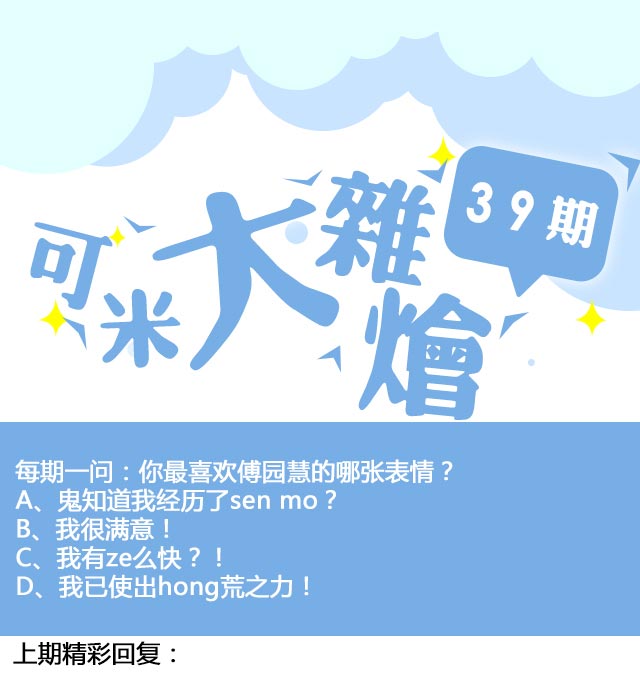 可米大雜燴
39期
每期一问：你最喜欢傅园慧的哪张表情？
A、鬼知道我经历了sen mo？
B、我很满意！
C、我有ze么快？！
D、我已使出hong荒之力！
上期精彩回复：